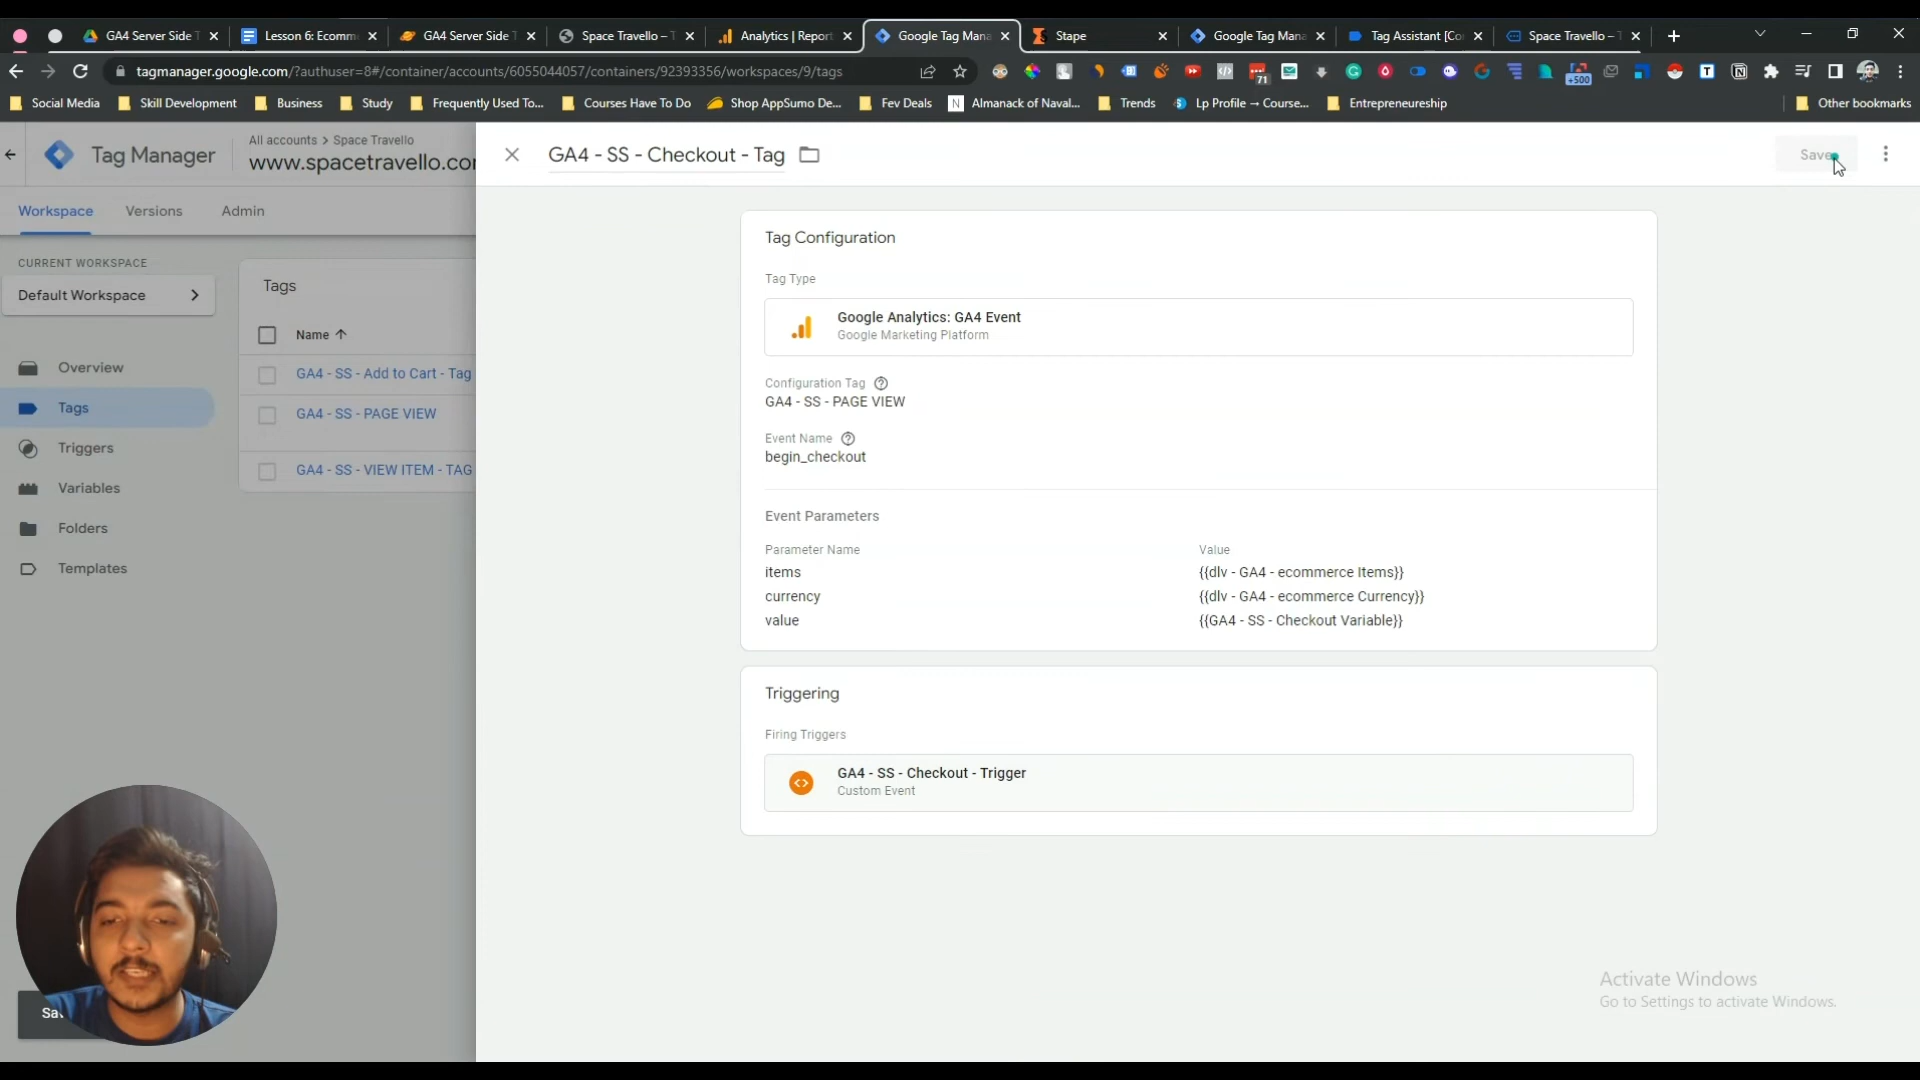 GA4 Server Side T
Lesson 6: Ecomm
GA4 Server Side T
Space Travello – T
Analytics | Report
Google Tag Mana
Stape
Google Tag Mana
Tag Assistant [Co
Space Travello – T
tagmanager.google.com/?authuser=8#/container/accounts/6055044057/containers/92393356/workspaces/9/tags
71
+500
Social Media
Skill Development
Business
Study
Frequently Used To...
Courses Have To Do
Shop AppSumo De...
Fev Deals
Almanack of Naval...
Trends
Lp Profile → Course...
Entrepreneurship
Other bookmarks
Tag Manager
All accounts > Space Travello
www.spacetravello.com
GA4 - SS - Checkout - Tag
Save
Workspace
Versions
Admin
CURRENT WORKSPACE
Default Workspace
Overview
Tags
Triggers
Variables
Folders
Templates
Tags
Name
GA4 - SS - Add to Cart - Tag
GA4 - SS - PAGE VIEW
GA4 - SS - VIEW ITEM - TAG
Tag Configuration
Tag Type
Google Analytics: GA4 Event
Google Marketing Platform
Configuration Tag
GA4 - SS - PAGE VIEW
Event Name
begin_checkout
Event Parameters
Parameter Name
Value
items
{{dlv - GA4 - ecommerce Items}}
currency
{{dlv - GA4 - ecommerce Currency}}
value
{{GA4 - SS - Checkout Variable}}
Triggering
Firing Triggers
GA4 - SS - Checkout - Trigger
Custom Event
Activate Windows
Go to Settings to activate Windows.